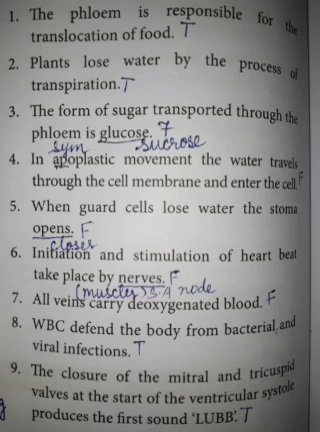 1. The phloem is responsible for the
translocation of food. T
2. Plants lose water by the process of
transpiration. T
3. The form of sugar transported through the
phloem is glucose. F
sym sucrose
4. In apoplastic movement the water travels
through the cell membrane and enter the cell. F
5. When guard cells lose water the stoma
opens. F
closes
6. Initiation and stimulation of heart beat
take place by nerves. F
(muscles) S.A node
7. All veins carry deoxygenated blood. F
8. WBC defend the body from bacterial and
viral infections. T
9. The closure of the mitral and tricuspid
valves at the start of the ventricular systole
produces the first sound ‘LUBB’. T